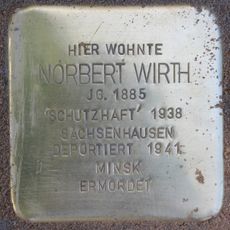 HIER WOHNTE
NORBERT WIRTH
JG. 1885
'SCHUTZHAFT' 1938
SACHSENHAUSEN
DEPORTIERT 1941
MINSK
ERMORDET